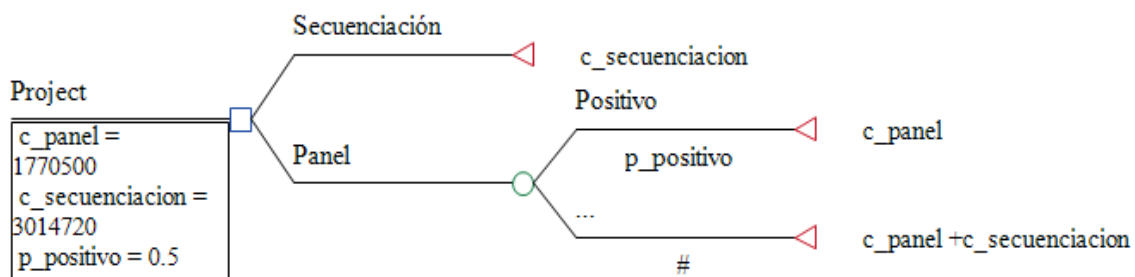 Secuenciación
c_secuenciacion
Project
Positivo
c_panel =
1770500
c_secuenciacion =
3014720
p_positivo = 0.5
c_panel
Panel
p_positivo
...
c_panel +c_secuenciacion
#